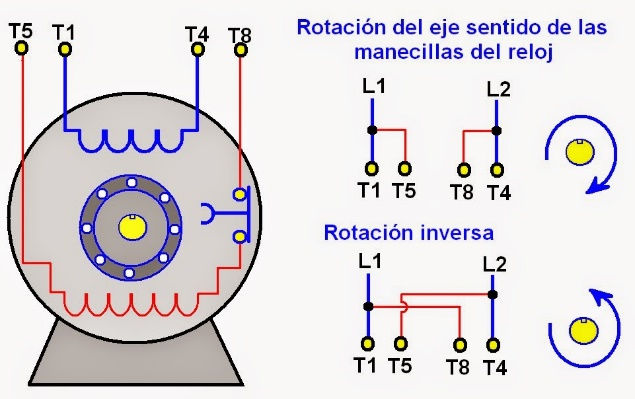 T5 T1 T4 T8
Rotación del eje sentido de las
manecillas del reloj
L1 L2
T1 T5 T8 T4
Rotación inversa
L1 L2
T1 T5 T8 T4